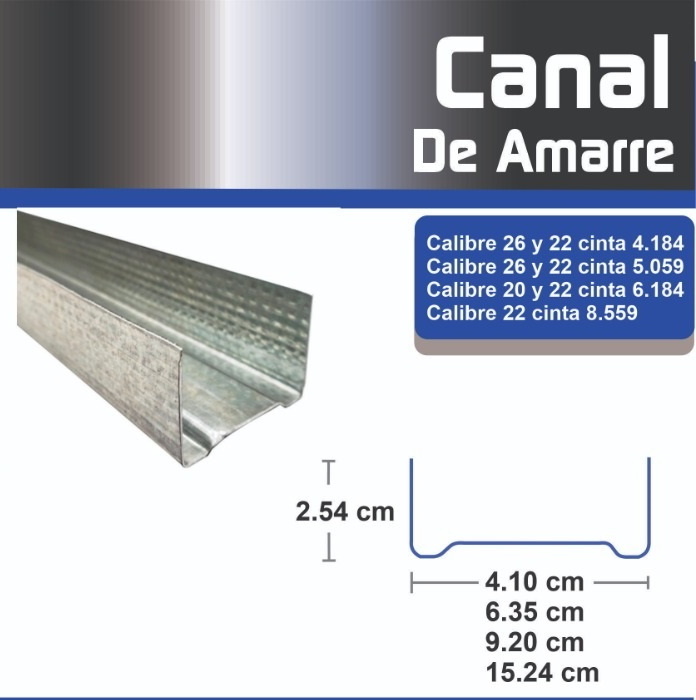 Canal
De Amarre
Calibre 26 y 22 cinta 4.184
Calibre 26 y 22 cinta 5.059
Calibre 20 y 22 cinta 6.184
Calibre 22 cinta 8.559
2.54 cm
4.10 cm
6.35 cm
9.20 cm
15.24 cm